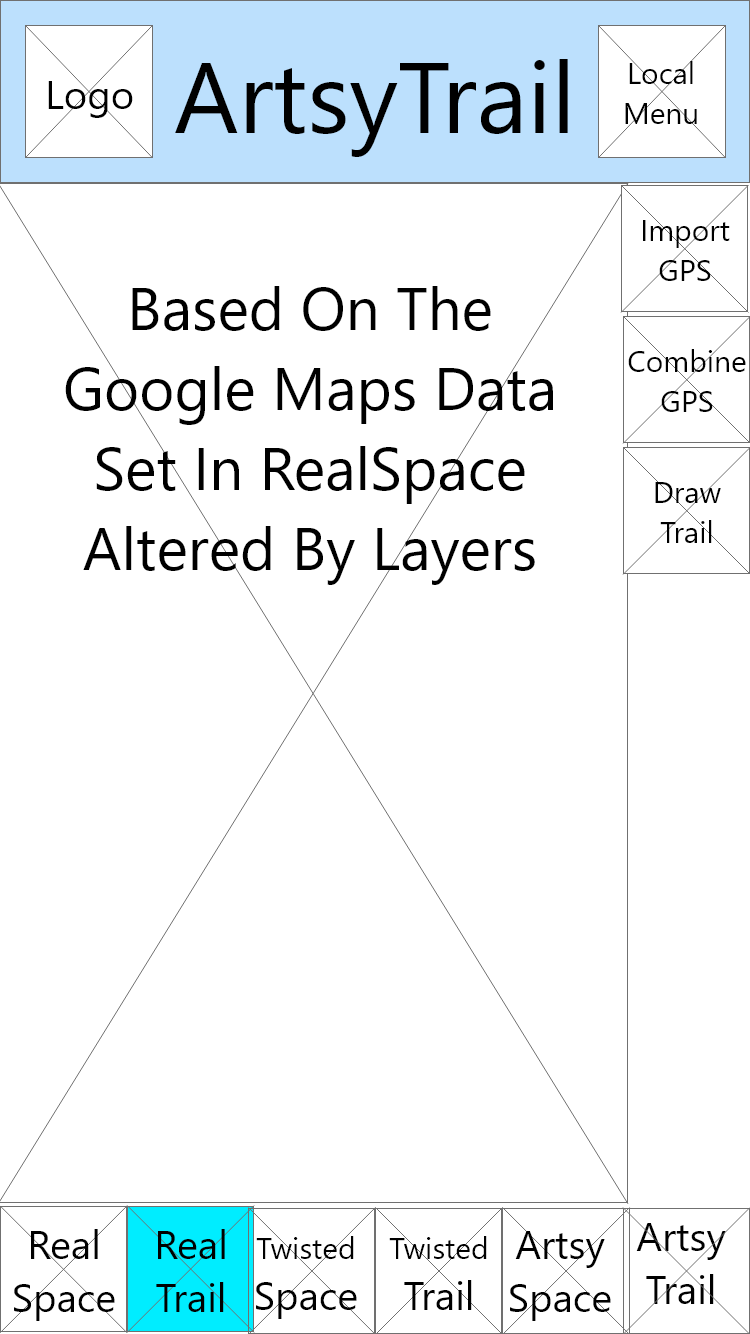 Logo
ArtsyTrail
Local
Menu
Import
GPS
Combine
GPS
Draw
Trail
Based On The
Google Maps Data
Set In RealSpace
Altered By Layers
Real
Space
Real
Trail
Twisted
Space
Twisted
Trail
Artsy
Space
Artsy
Trail